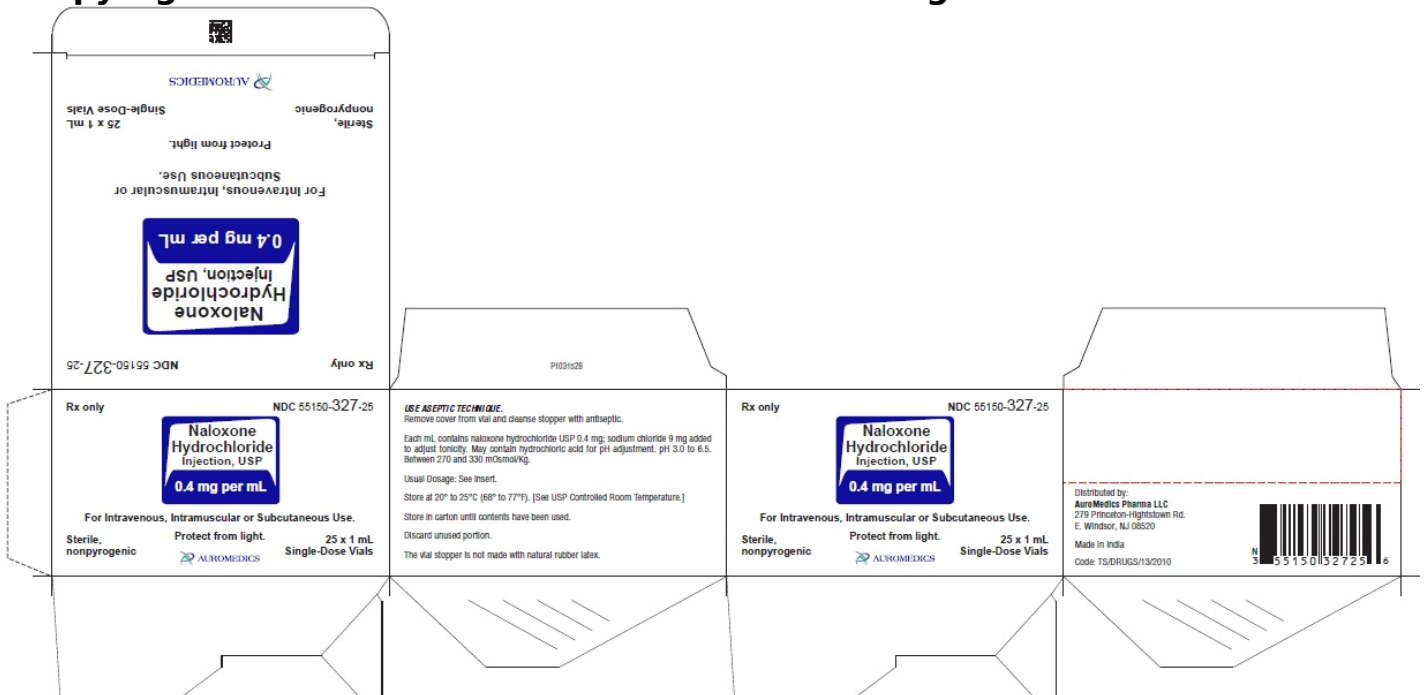 AUROMEDICS
Sterile,
nonpyrogenic
25 x 1 mL
Single-Dose Vials
Protect from light.
For Intravenous, Intramuscular or
Subcutaneous Use.
Naloxone
Hydrochloride
Injection, USP
0.4 mg per mL
Rx only
NDC 55150-327-25
P1031528
Rx only
NDC 55150-327-25
Naloxone
Hydrochloride
Injection, USP
0.4 mg per mL
For Intravenous, Intramuscular or Subcutaneous Use.
Sterile,
nonpyrogenic
Protect from light.
AUROMEDICS
25 x 1 mL
Single-Dose Vials
USE ASEPTIC TECHNIQUE.
Remove cover from vial and cleanse stopper with antiseptic.
Each mL contains naloxone hydrochloride USP 0.4 mg; sodium chloride 9 mg added
to adjust tonicity. May contain hydrochloric acid for pH adjustment. pH 3.0 to 6.5.
Between 270 and 330 mOsmol/Kg.
Usual Dosage: See Insert.
Store at 20° to 25°C (68° to 77°F). [See USP Controlled Room Temperature.]
Store in carton until contents have been used.
Discard unused portion.
The vial stopper is not made with natural rubber latex.
Rx only
NDC 55150-327-25
Naloxone
Hydrochloride
Injection, USP
0.4 mg per mL
For Intravenous, Intramuscular or Subcutaneous Use.
Sterile,
nonpyrogenic
Protect from light.
AUROMEDICS
25 x 1 mL
Single-Dose Vials
Distributed by:
AuroMedics Pharma LLC
279 Princeton-Hightstown Rd.
E. Windsor, NJ 08520
Made in India
Code: TS/DRUGS/13/2010
N
3 55150 32725 6